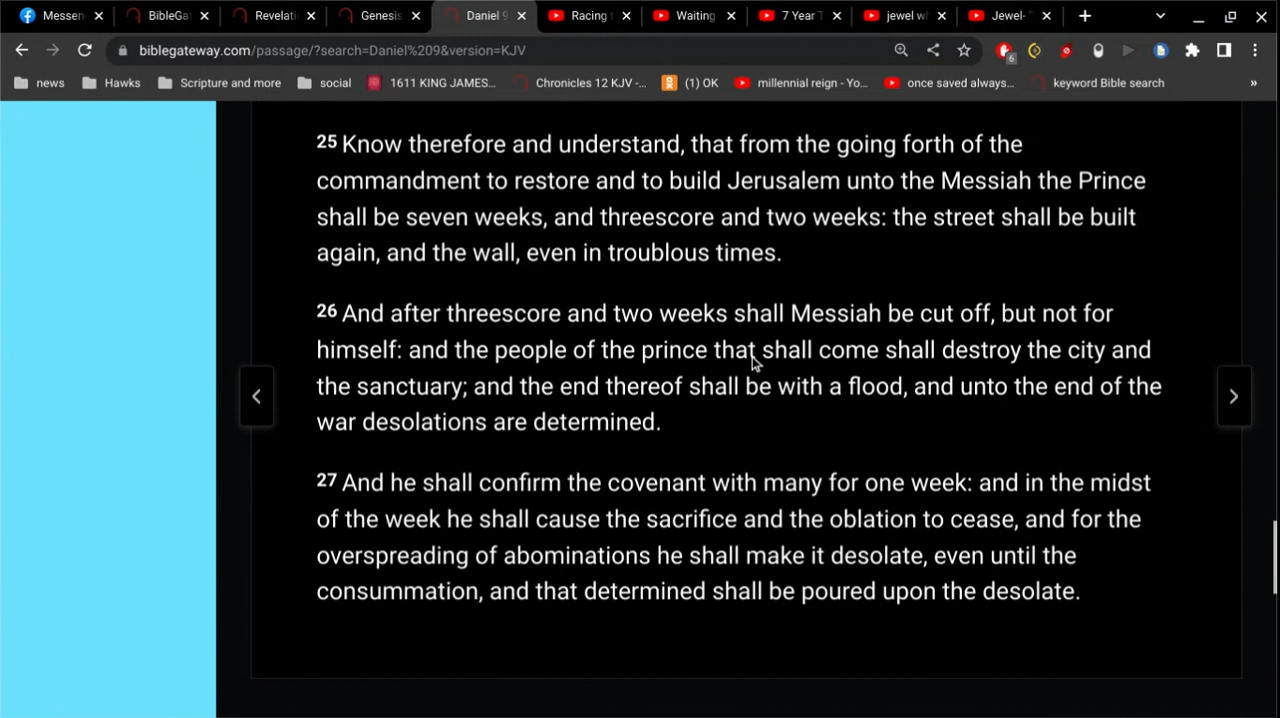 Messen BibleGa Revelati Genesis Daniel 9 Racing t Waiting 7 Year T jewel wh Jewel-
biblegateway.com/passage/?search=Daniel%209&version=KJV
6
news Hawks Scripture and more social 1611 KING JAMES... Chronicles 12 KJV -... (1) OK millennial reign - Yo... once saved always... keyword Bible search »
25 Know therefore and understand, that from the going forth of the
commandment to restore and to build Jerusalem unto the Messiah the Prince
shall be seven weeks, and threescore and two weeks: the street shall be built
again, and the wall, even in troublous times.
26 And after threescore and two weeks shall Messiah be cut off, but not for
himself: and the people of the prince that shall come shall destroy the city and
the sanctuary; and the end thereof shall be with a flood, and unto the end of the
war desolations are determined.
27 And he shall confirm the covenant with many for one week: and in the midst
of the week he shall cause the sacrifice and the oblation to cease, and for the
overspreading of abominations he shall make it desolate, even until the
consummation, and that determined shall be poured upon the desolate.